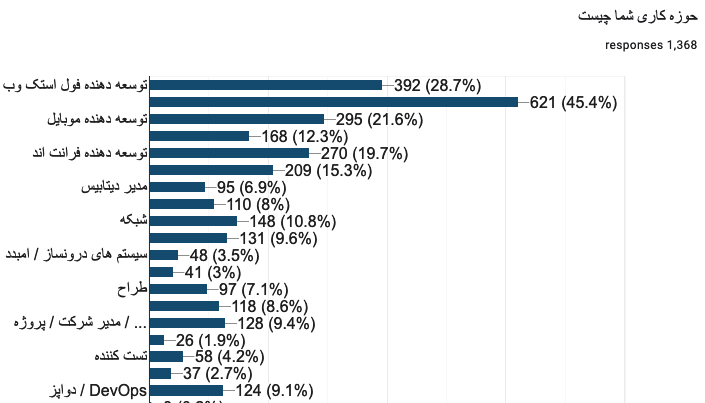 حوزه کاری شما چیست
1,368 responses
توسعه دهنده فول استک وب 392 (28.7%)
621 (45.4%)
توسعه دهنده موبایل 295 (21.6%)
168 (12.3%)
توسعه دهنده فرانت اند 270 (19.7%)
209 (15.3%)
مدیر دیتابیس 95 (6.9%)
110 (8%)
شبکه 148 (10.8%)
131 (9.6%)
سیستم های درونساز / امبدد 48 (3.5%)
41 (3%)
طراح 97 (7.1%)
118 (8.6%)
مدیر شرکت / پروژه / ... 128 (9.4%)
26 (1.9%)
تست کننده 58 (4.2%)
37 (2.7%)
دواپز / DevOps 124 (9.1%)